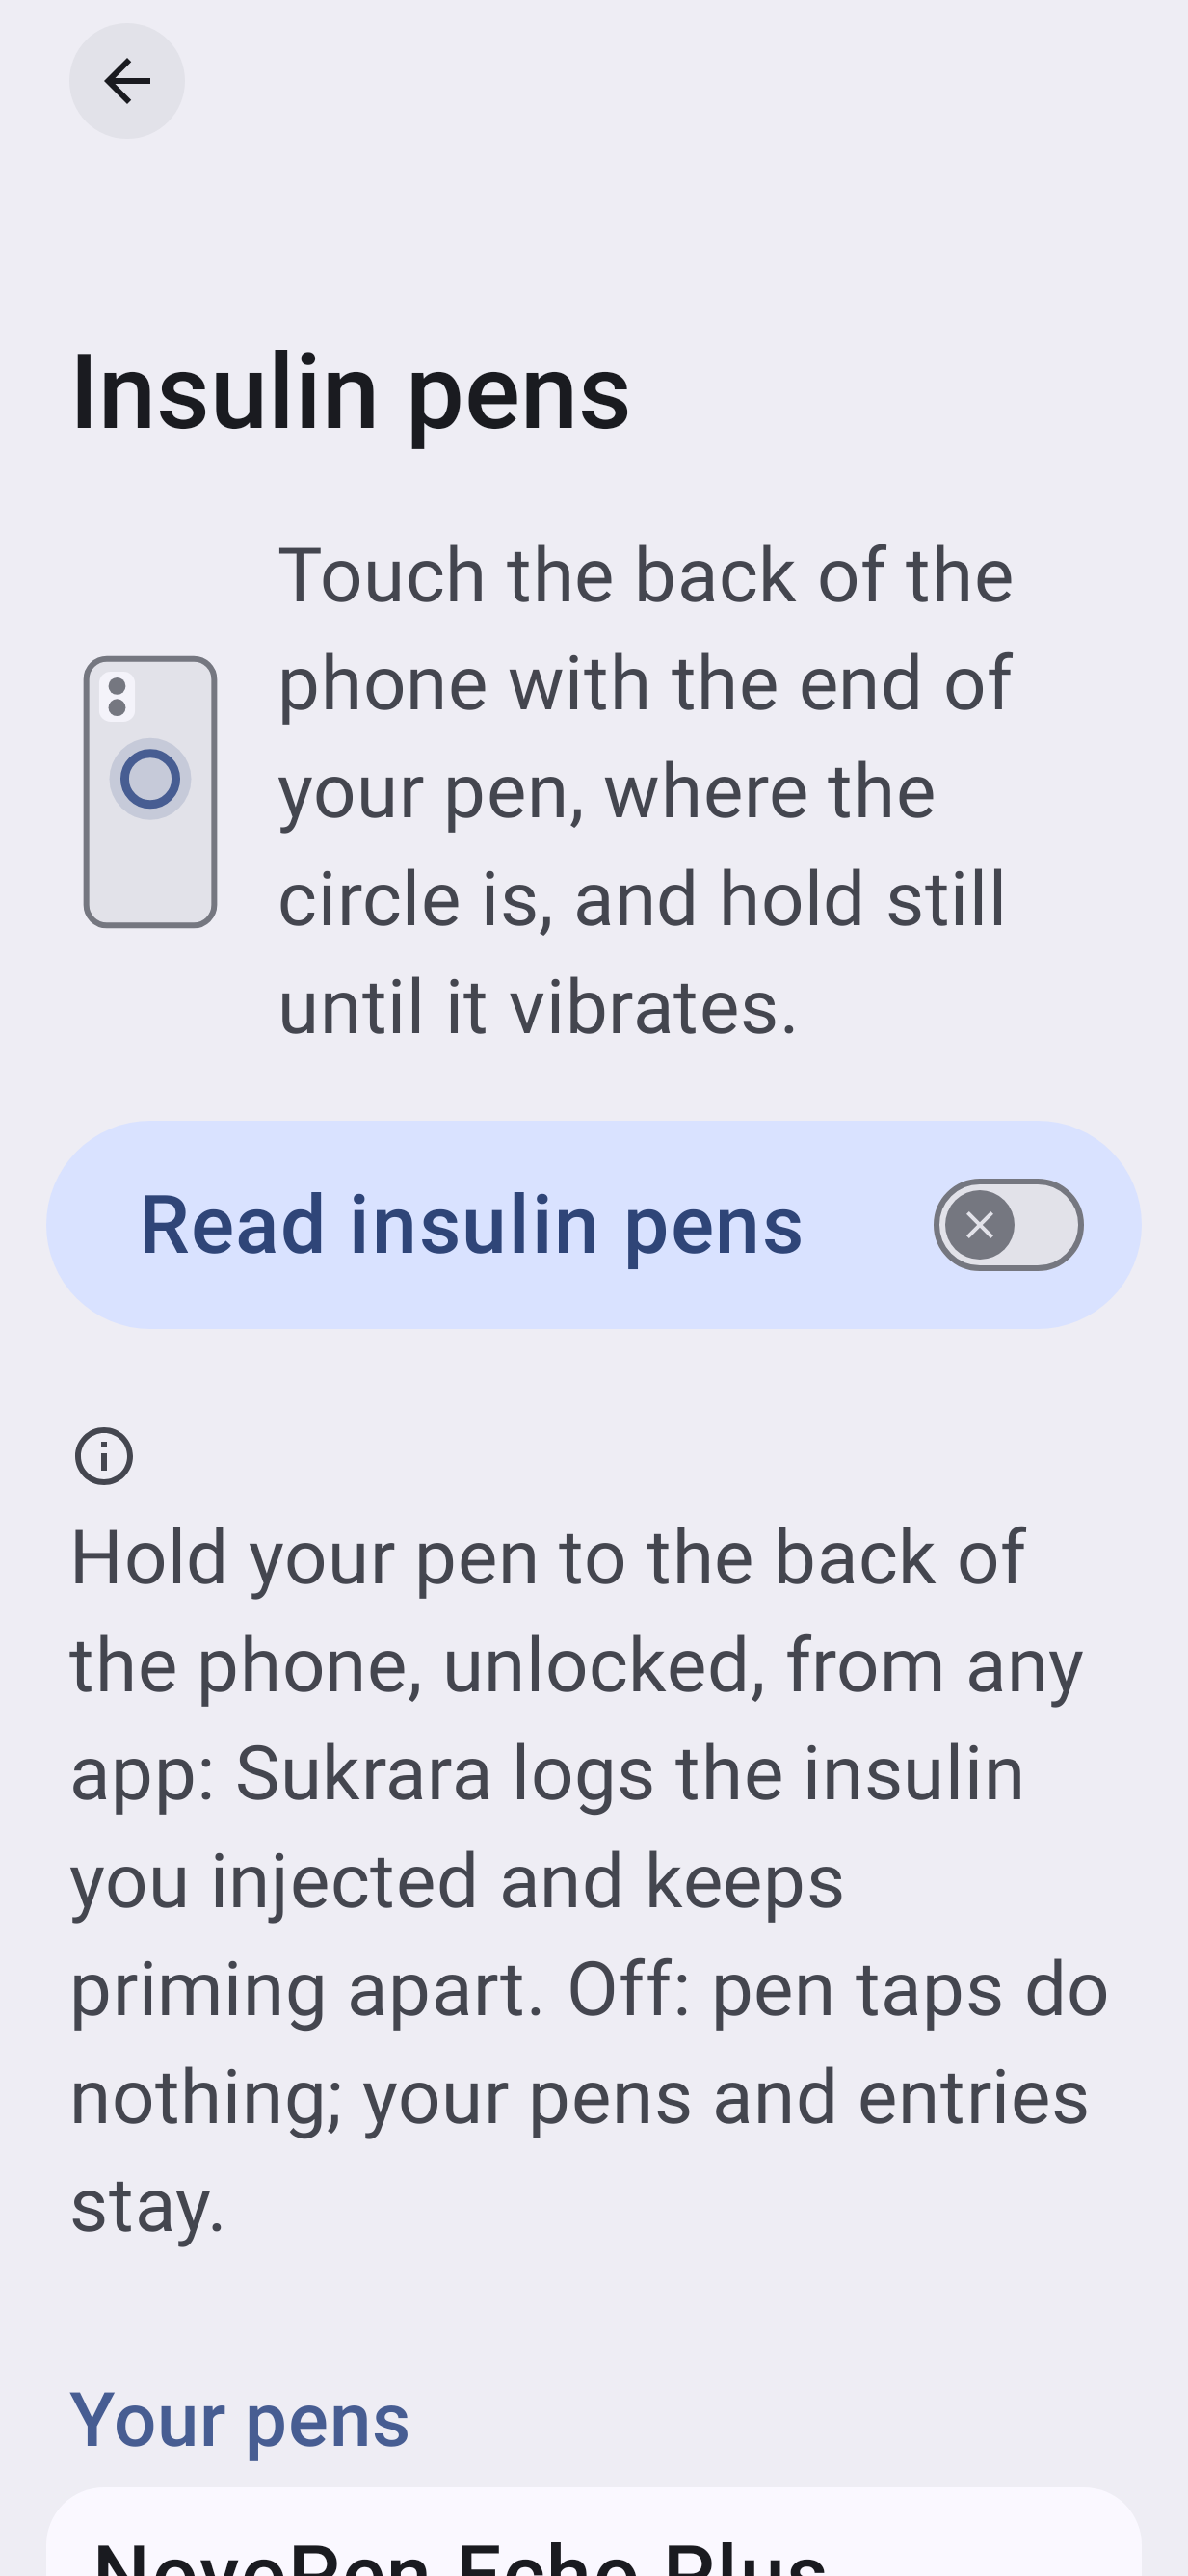 Insulin pens
Touch the back of the
phone with the end of
your pen, where the
circle is, and hold still
until it vibrates.
Read insulin pens
Hold your pen to the back of
the phone, unlocked, from any
app: Sukrara logs the insulin
you injected and keeps
priming apart. Off: pen taps do
nothing; your pens and entries
stay.
Your pens
NovoPen Echo Plus